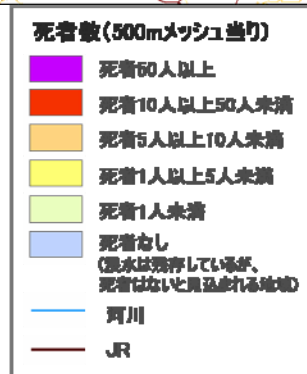 死者数(500mメッシュ当り)
死者50人以上
死者10人以上50人未満
死者5人以上10人未満
死者1人以上5人未満
死者1人未満
死者なし
(浸水は残存しているが、
死者はないと見込まれる地域)
河川
JR